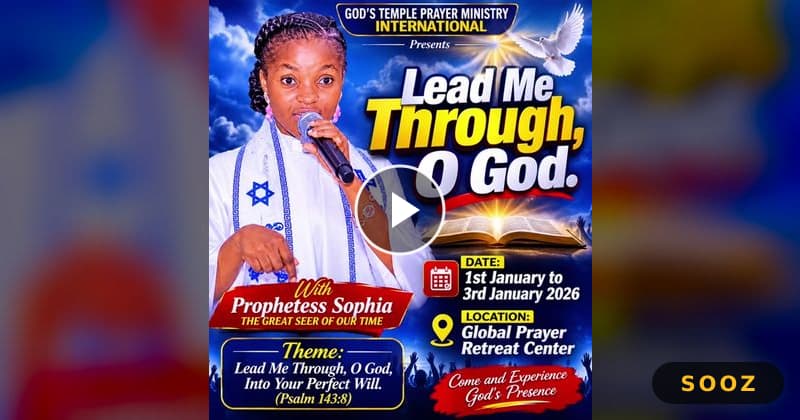 GOD'S TEMPLE PRAYER MINISTRY
INTERNATIONAL
Presents
Lead Me
Through,
O God.
DATE:
1st January to
3rd January 2026
LOCATION:
Global Prayer
Retreat Center
With
Prophetess Sophia
THE GREAT SEER OF OUR TIME
Theme:
Lead Me Through, O God,
Into Your Perfect Will.
(Psalm 143:8)
Come and Experience
God's Presence
SOOZ